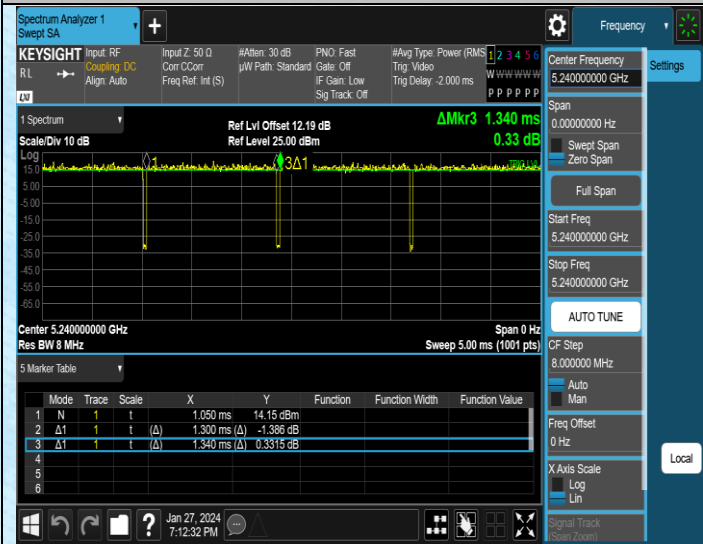 Spectrum Analyzer 1
Swept SA
Frequency
KEYSIGHT
RL
LXI
Input: RF
Coupling: DC
Align: Auto
Input Z: 50 Ω
Corr CCorr
Freq Ref: Int (S)
#Atten: 30 dB
µW Path: Standard
PNO: Fast
Gate: Off
IF Gain: Low
Sig Track: Off
#Avg Type: Power (RMS
Trig: Video
Trig Delay: -2.000 ms
1 2 3 4 5 6
W W W W W W
P P P P P P
1 Spectrum
Scale/Div 10 dB
Ref Lvl Offset 12.19 dB
Ref Level 25.00 dBm
ΔMkr3 1.340 ms
0.33 dB
Log
15.0
5.00
-5.00
-15.0
-25.0
-35.0
-45.0
-55.0
-65.0
1
3Δ1
TRIG LVL
Center 5.240000000 GHz
Res BW 8 MHz
Span 0 Hz
Sweep 5.00 ms (1001 pts)
5 Marker Table
Mode Trace Scale X Y Function Function Width Function Value
1 N 1 t 1.050 ms 14.15 dBm
2 Δ1 1 t (Δ) 1.300 ms (Δ) -1.386 dB
3 Δ1 1 t (Δ) 1.340 ms (Δ) 0.3315 dB
4
5
6
?
Jan 27, 2024
7:12:32 PM
Center Frequency
5.240000000 GHz
Span
0.00000000 Hz
Swept Span
Zero Span
Full Span
Start Freq
5.240000000 GHz
Stop Freq
5.240000000 GHz
AUTO TUNE
CF Step
8.000000 MHz
Auto
Man
Freq Offset
0 Hz
X Axis Scale
Log
Lin
Signal Track
(Span Zoom)
Settings
Local